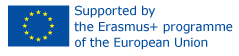 Supported by
the Erasmus+ programme
of the European Union